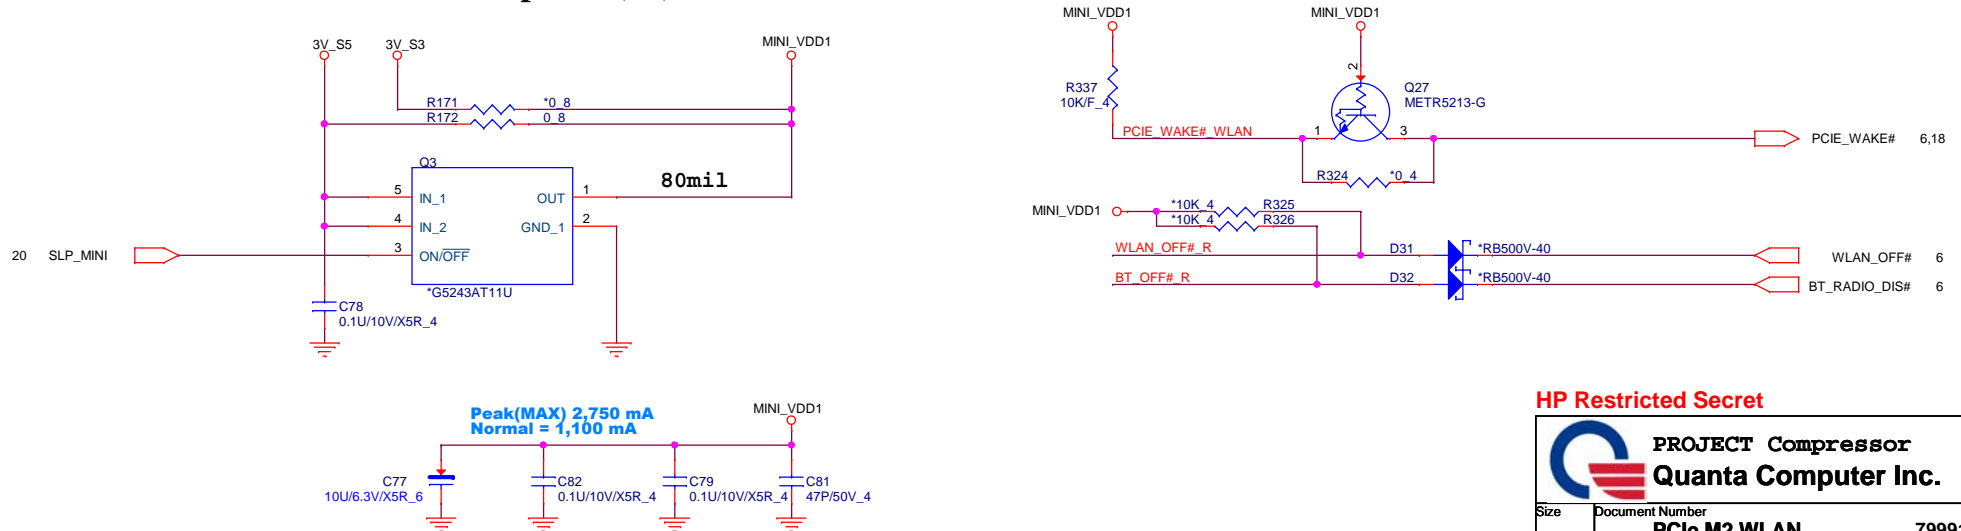 3V_S5
3V_S3
MINI_VDD1
R171
*0_8
R172
0_8
Q3
5
IN_1
OUT
1
80mil
4
IN_2
GND_1
2
20 SLP_MINI
3
ON/OFF
*G5243AT11U
C78
0.1U/10V/X5R_4
Peak(MAX) 2,750 mA
Normal = 1,100 mA
MINI_VDD1
C77
10U/6.3V/X5R_6
C82
0.1U/10V/X5R_4
C79
0.1U/10V/X5R_4
C81
47P/50V_4
MINI_VDD1
MINI_VDD1
R337
10K/F_4
2
Q27
METR5213-G
PCIE_WAKE#_WLAN
1
3
PCIE_WAKE# 6,18
R324
*0_4
MINI_VDD1
*10K_4
R325
*10K_4
R326
WLAN_OFF#_R
D31
*RB500V-40
WLAN_OFF# 6
BT_OFF#_R
D32
*RB500V-40
BT_RADIO_DIS# 6
HP Restricted Secret
PROJECT Compressor
Quanta Computer Inc.
Size
Document Number
PCIe M2 WLAN